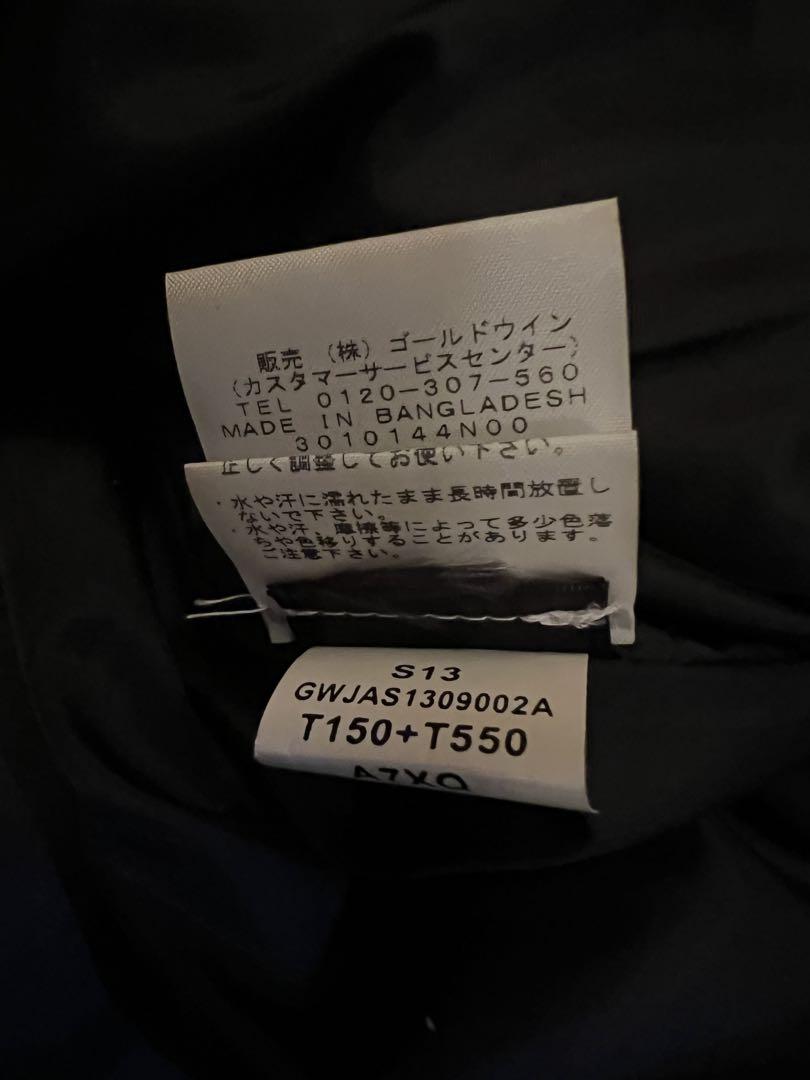 販売 (株) ゴールドウイン
(カスタマーサービスセンター)
TEL 0120-307-560
MADE IN BANGLADESH
3010144N00
正しく調整してお使い下さい。
・水や汗に濡れたまま長時間放置し
ないで下さい。
・水や汗、摩擦等によって多少色落
ちや色移りすることがあります。
ご注意下さい。
S13
GWJAS1309002A
T150+T550
A7XO